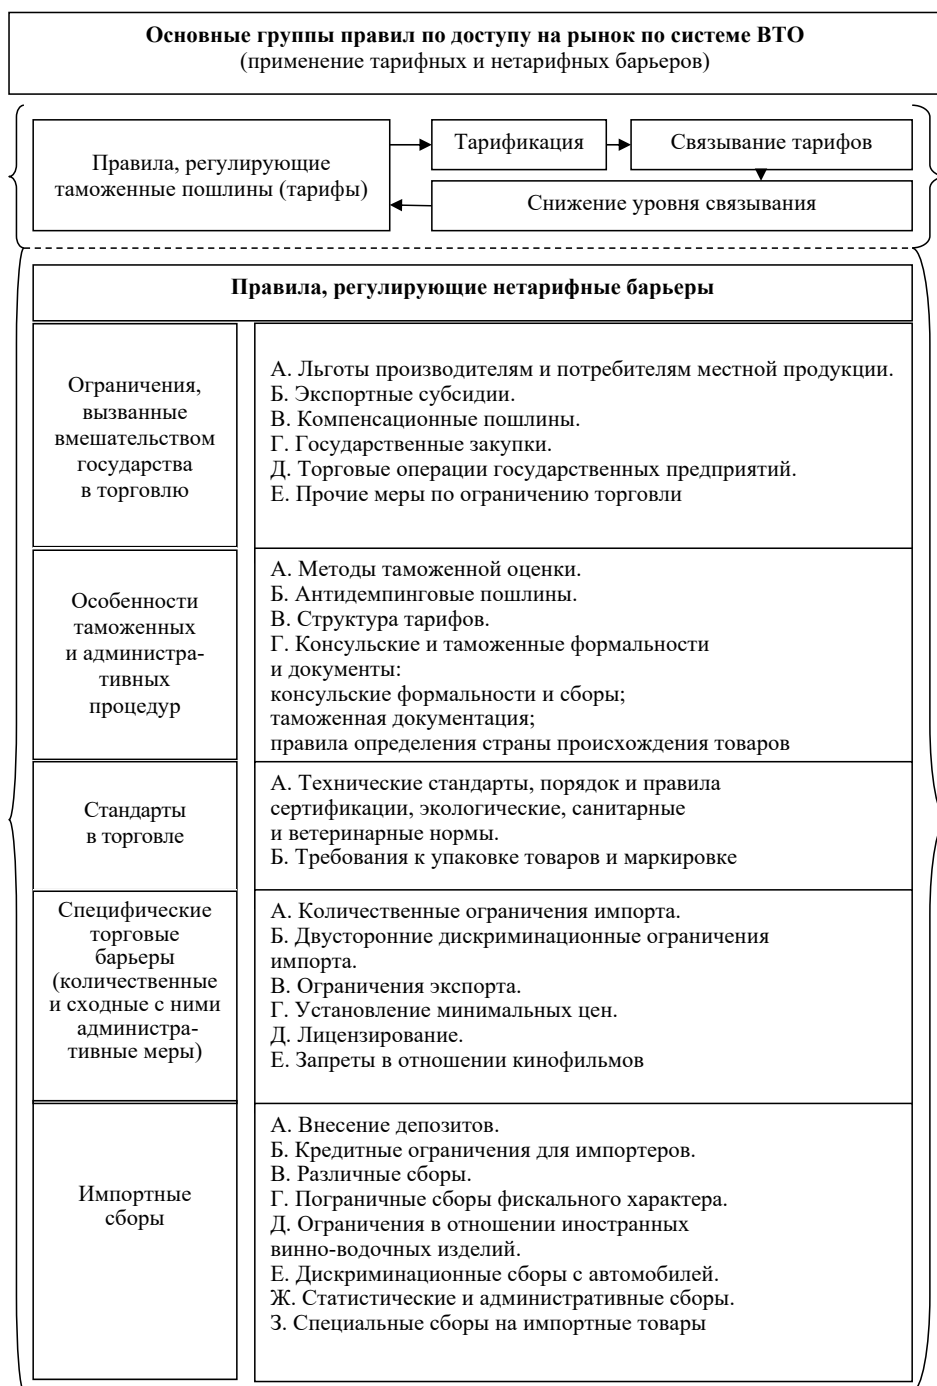 Основные группы правил по доступу на рынок по системе ВТО
(применение тарифных и нетарифных барьеров)
Правила, регулирующие
таможенные пошлины (тарифы)
Тарификация
Связывание тарифов
Снижение уровня связывания
Правила, регулирующие нетарифные барьеры
Ограничения,
вызванные
вмешательством
государства
в торговлю
А. Льготы производителям и потребителям местной продукции.
Б. Экспортные субсидии.
В. Компенсационные пошлины.
Г. Государственные закупки.
Д. Торговые операции государственных предприятий.
Е. Прочие меры по ограничению торговли
Особенности
таможенных
и администра-
тивных
процедур
А. Методы таможенной оценки.
Б. Антидемпинговые пошлины.
В. Структура тарифов.
Г. Консульские и таможенные формальности
и документы:
консульские формальности и сборы;
таможенная документация;
правила определения страны происхождения товаров
Стандарты
в торговле
А. Технические стандарты, порядок и правила
сертификации, экологические, санитарные
и ветеринарные нормы.
Б. Требования к упаковке товаров и маркировке
Специфические
торговые
барьеры
(количественные
и сходные с ними
администра-
тивные меры)
А. Количественные ограничения импорта.
Б. Двусторонние дискриминационные ограничения
импорта.
В. Ограничения экспорта.
Г. Установление минимальных цен.
Д. Лицензирование.
Е. Запреты в отношении кинофильмов
Импортные
сборы
А. Внесение депозитов.
Б. Кредитные ограничения для импортеров.
В. Различные сборы.
Г. Пограничные сборы фискального характера.
Д. Ограничения в отношении иностранных
винно-водочных изделий.
Е. Дискриминационные сборы с автомобилей.
Ж. Статистические и административные сборы.
З. Специальные сборы на импортные товары